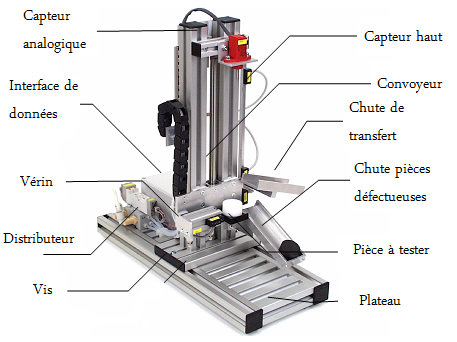 Capteur
analogique
Interface de
données
Vérin
Distributeur
Vis
Capteur haut
Convoyeur
Chute de
transfert
Chute pièces
défectueuses
Pièce à tester
Plateau